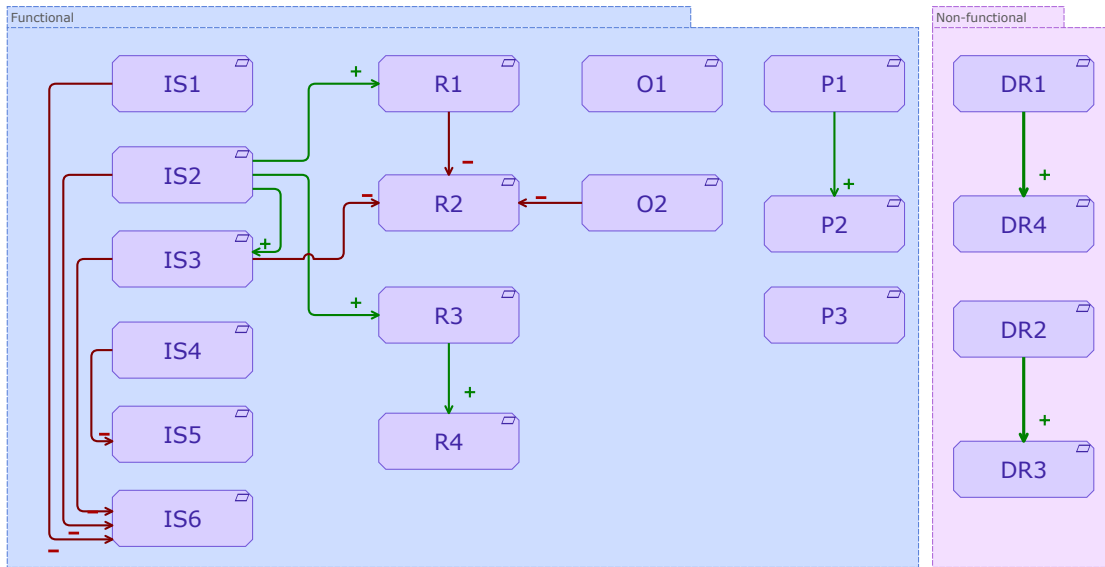 Functional
Non-functional
IS1
R1
O1
P1
DR1
+
IS2
−
R2
−
O2
−
+
P2
+
DR4
+
IS3
+
R3
P3
DR2
IS4
+
R4
+
IS5
−
DR3
IS6
−
−
−